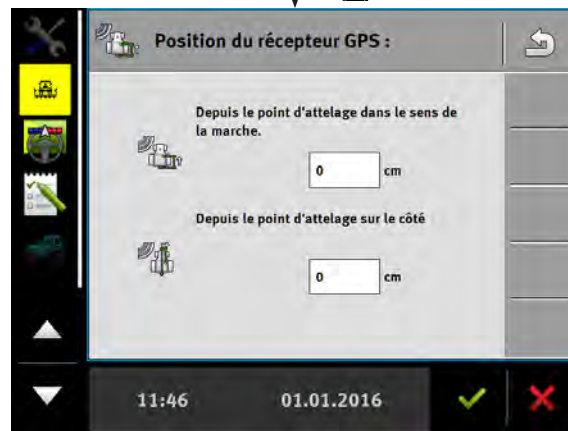 Position du récepteur GPS :
Depuis le point d'attelage dans le sens de
la marche.
0 cm
Depuis le point d'attelage sur le côté
0 cm
11:46 01.01.2016